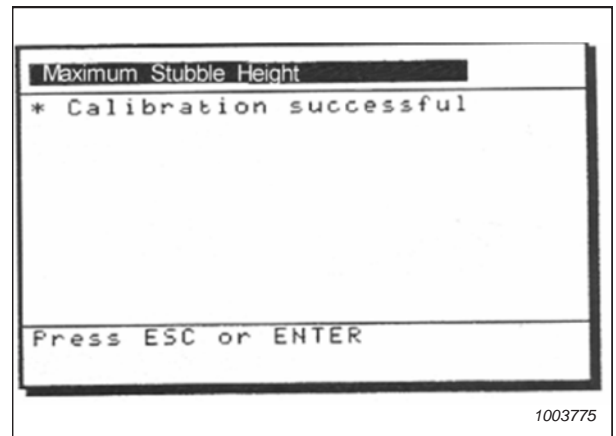 Maximum Stubble Height
* Calibration successful
Press ESC or ENTER
1003775